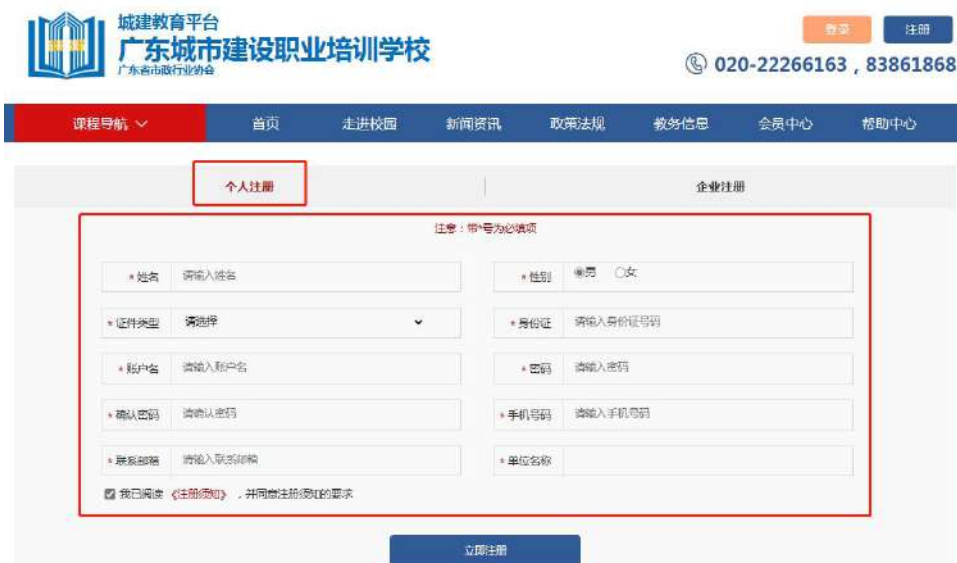 城建教育平台
广东城市建设职业培训学校
广东省市政行业协会
登录
注册
020-22266163，83861868
课程导航
首页
走进校园
新闻资讯
政策法规
教务信息
会员中心
帮助中心
个人注册
企业注册
注意：带*号为必填项
*姓名 请输入姓名
*性别 男 女
*证件类型 请选择
*身份证 请输入身份证号码
*账户名 请输入账户名
*密码 请输入密码
*确认密码 请确认密码
*手机号码 请输入手机号码
*联系邮箱 请输入联系邮箱
*单位名称
我已阅读《注册须知》，并同意注册须知的要求
立即注册